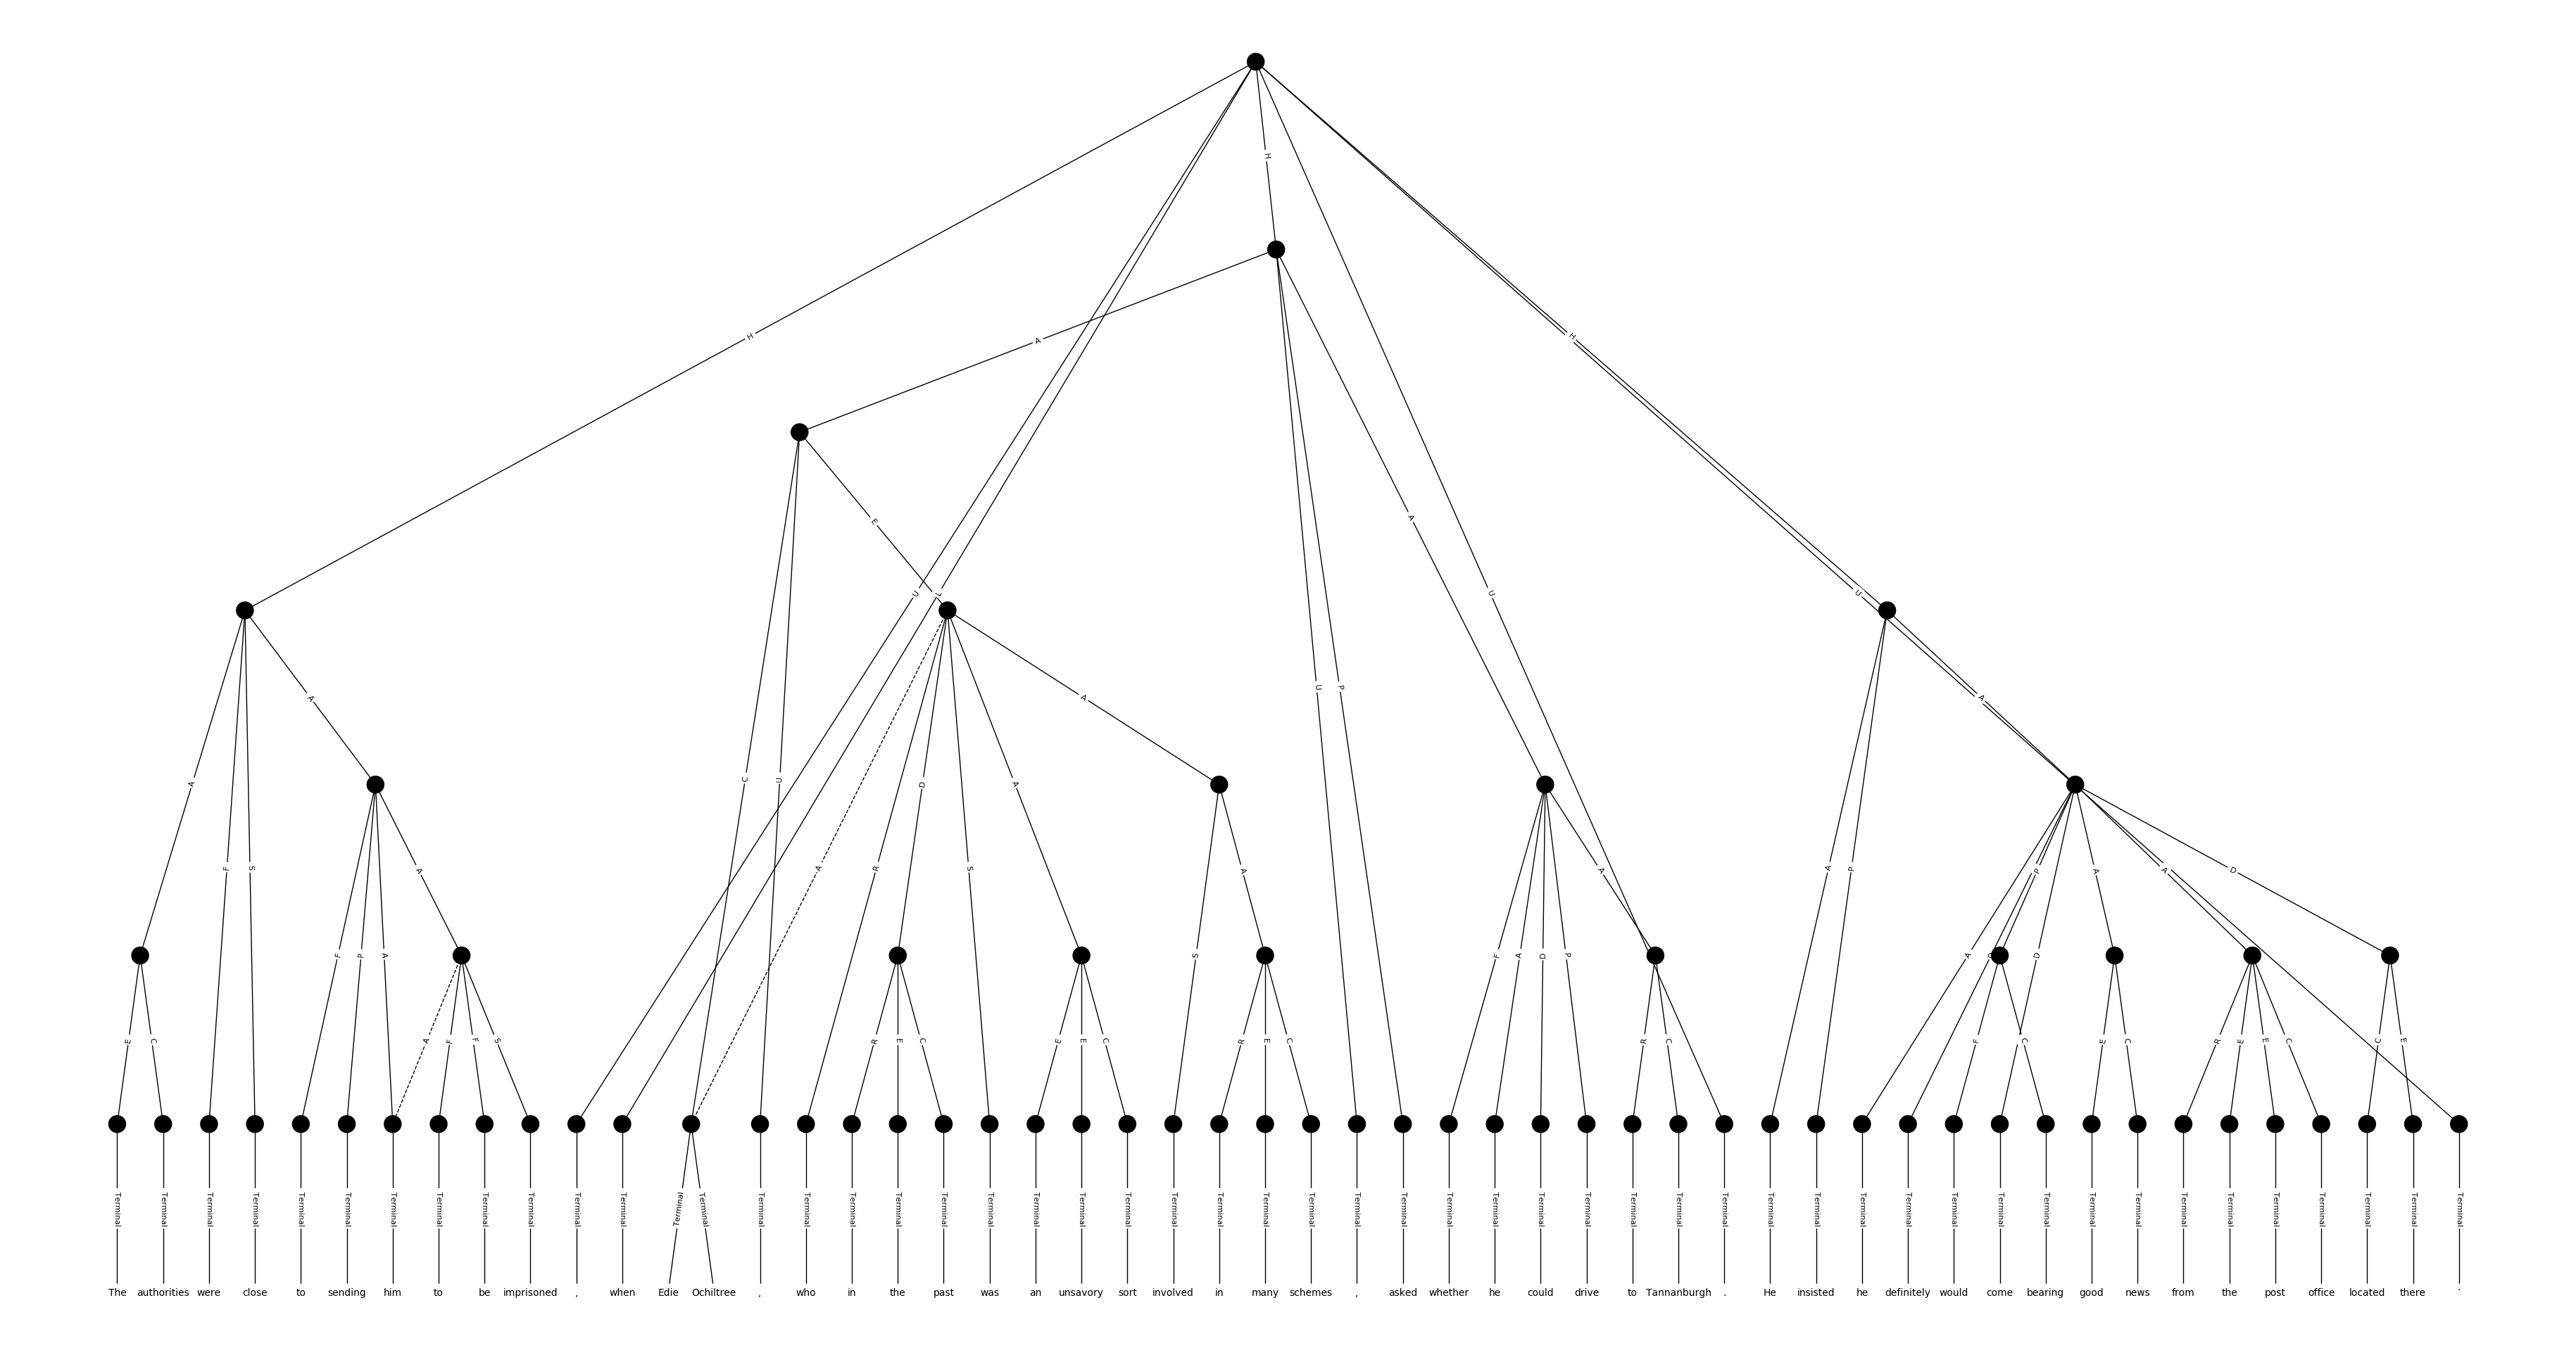 H
H
H
A
E
U
L
A
U
U
A
A
U
P
A
C
U
A
D
A
A
F
S
A
A
R
S
A
A
A
P
P
A
A
D
F
P
A
S
F
A
D
P
A
D
E
C
A
F
F
S
R
E
C
E
E
C
R
E
C
R
C
F
C
E
C
R
E
E
C
C
E
Terminal Terminal Terminal Terminal Terminal Terminal Terminal Terminal Terminal Terminal Terminal Terminal Terminal Terminal Terminal Terminal Terminal Terminal Terminal Terminal Terminal Terminal Terminal Terminal Terminal Terminal Terminal Terminal Terminal Terminal Terminal Terminal Terminal Terminal Terminal Terminal Terminal Terminal Terminal Terminal Terminal Terminal Terminal Terminal Terminal Terminal Terminal Terminal Terminal Terminal Terminal Terminal
The authorities were close to sending him to be imprisoned , when Edie Ochiltree , who in the past was an unsavory sort involved in many schemes , asked whether he could drive to Tannanburgh . He insisted he definitely would come bearing good news from the post office located there .